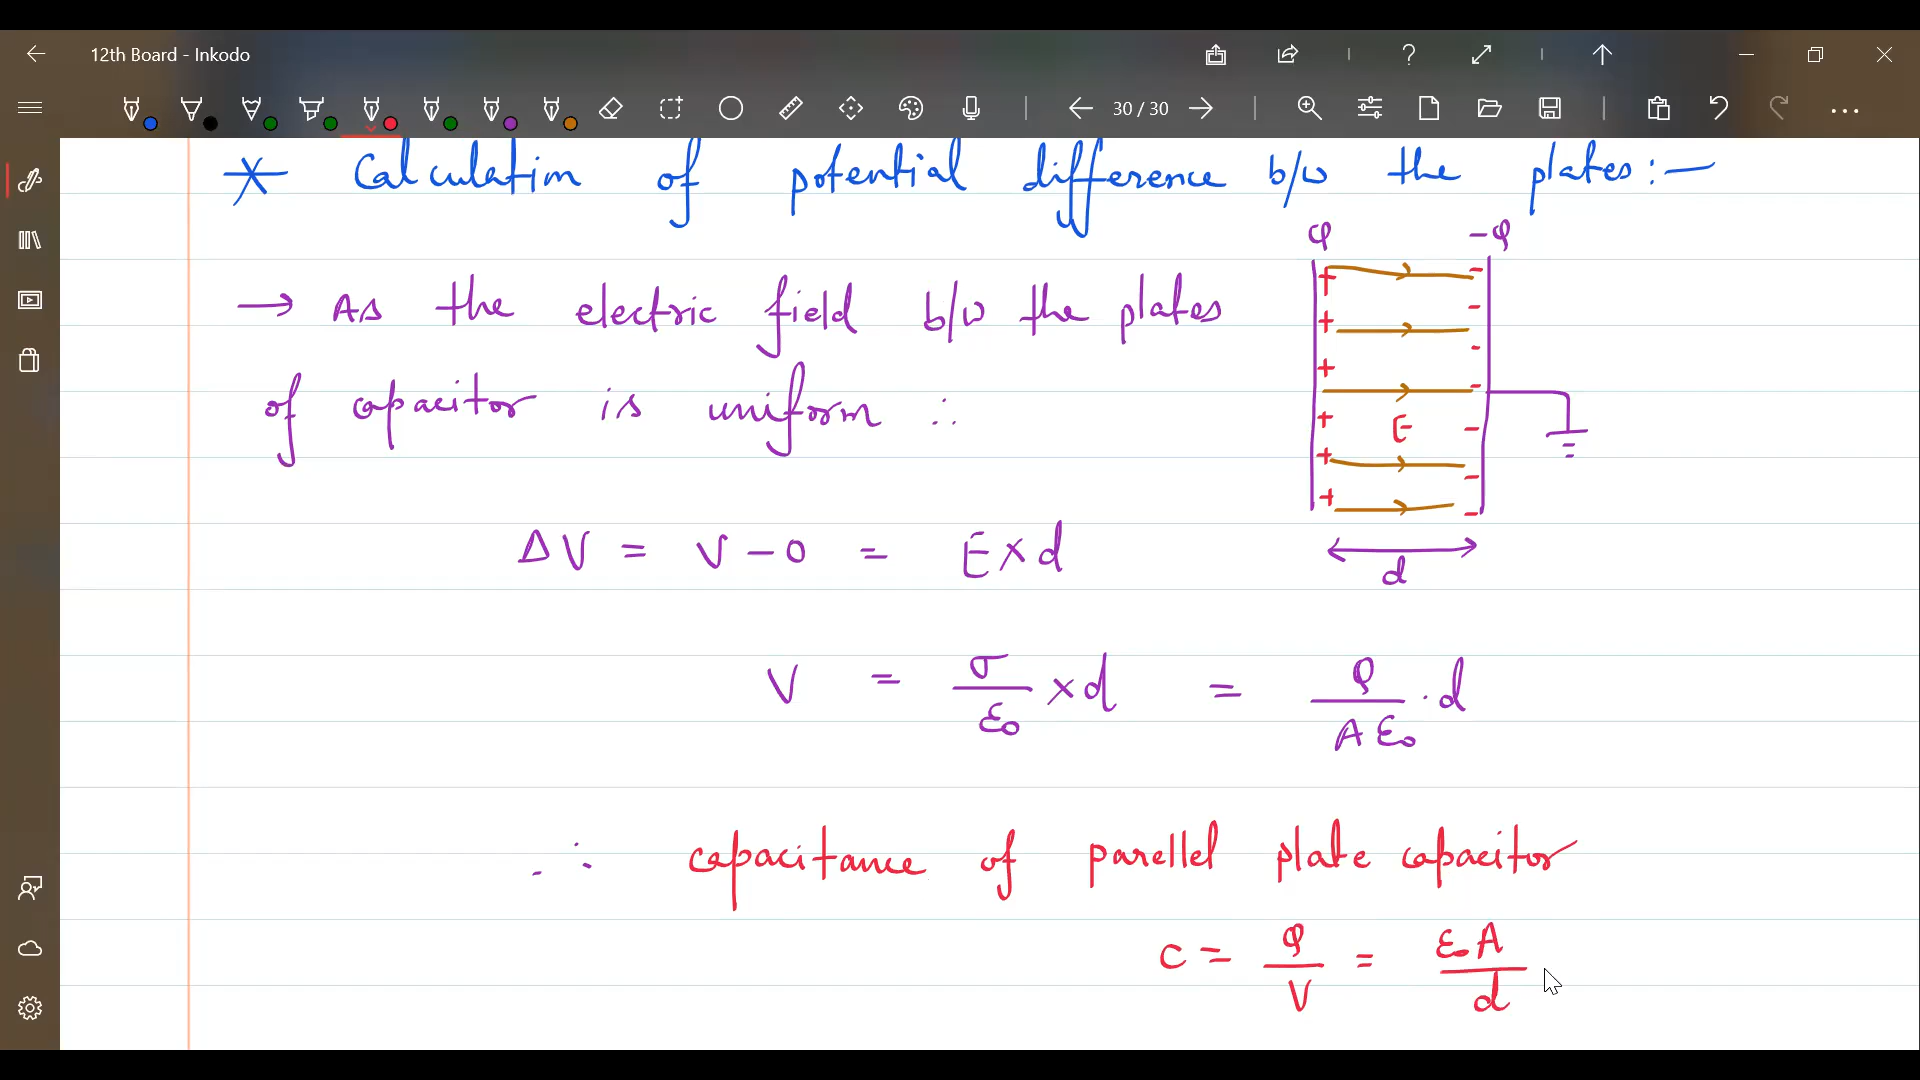 12th Board - Inkodo
30 / 30
* Calculation of potential difference b/w the plates:-
Q -Q
→ As the electric field b/w the plates
of capacitor is uniform ∴
E
ΔV = V - 0 = E × d
d
V = σ/ε₀ × d = Q/Aε₀ . d
∴ capacitance of parellel plate capacitor
C = Q/V = ε₀A/d